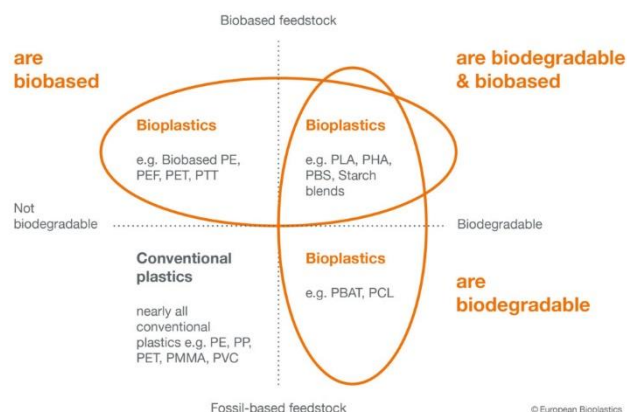 Biobased feedstock
are
biobased
are biodegradable
& biobased
Bioplastics
e.g. Biobased PE,
PEF, PET, PTT
Bioplastics
e.g. PLA, PHA,
PBS, Starch
blends
Not
biodegradable
Biodegradable
Conventional
plastics
nearly all
conventional
plastics e.g. PE, PP,
PET, PMMA, PVC
Bioplastics
e.g. PBAT, PCL
are
biodegradable
Fossil-based feedstock
© European Bioplastics